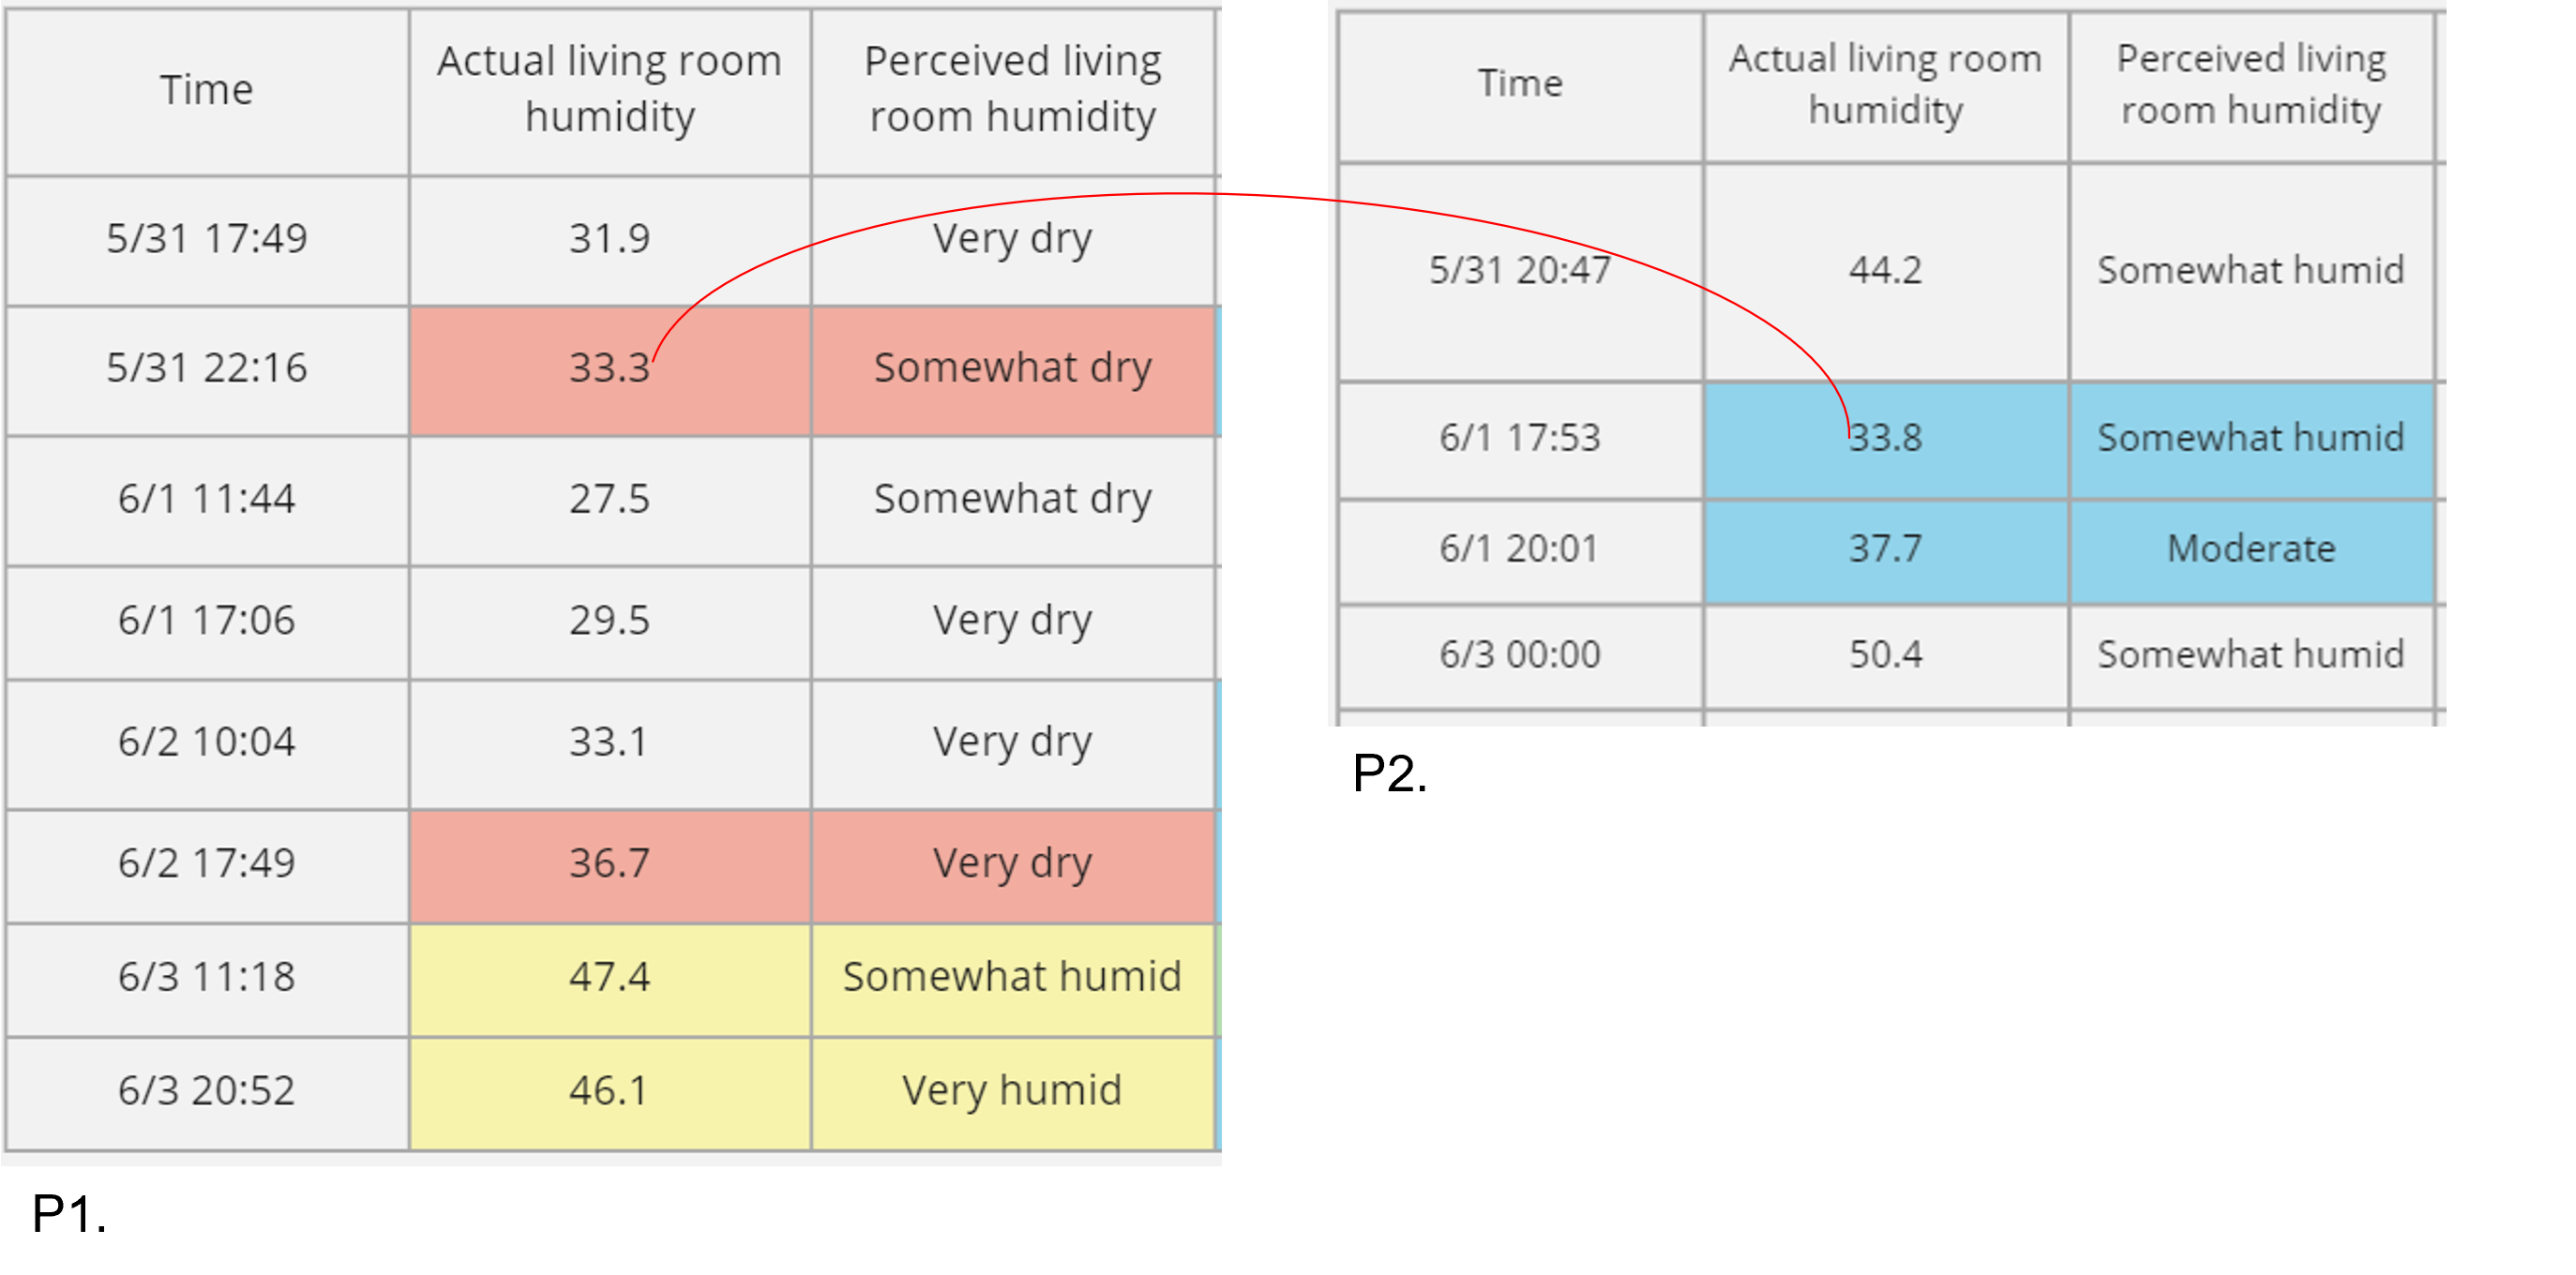 Time
Actual living room
humidity
Perceived living
room humidity
5/31 17:49
31.9
Very dry
5/31 22:16
33.3
Somewhat dry
6/1 11:44
27.5
Somewhat dry
6/1 17:06
29.5
Very dry
6/2 10:04
33.1
Very dry
6/2 17:49
36.7
Very dry
6/3 11:18
47.4
Somewhat humid
6/3 20:52
46.1
Very humid
P1.
Time
Actual living room
humidity
Perceived living
room humidity
5/31 20:47
44.2
Somewhat humid
6/1 17:53
33.8
Somewhat humid
6/1 20:01
37.7
Moderate
6/3 00:00
50.4
Somewhat humid
P2.